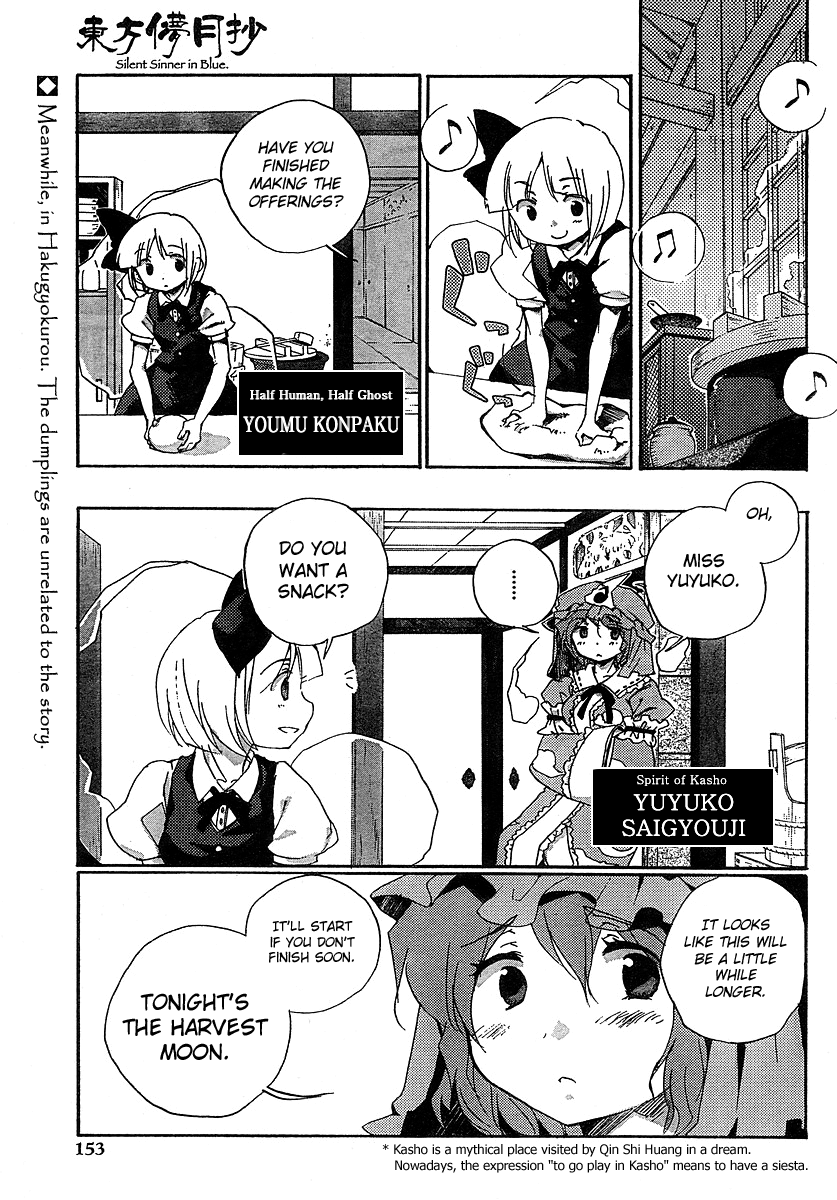 東方儚月抄
Silent Sinner in Blue.
Meanwhile, in Hakugyokurou. The dumplings are unrelated to the story.
♪
♫
♪
♪
グッ
グッ
HAVE YOU
FINISHED
MAKING THE
OFFERINGS?
Half Human, Half Ghost
YOUMU KONPAKU
OH,
MISS
YUYUKO.
........
DO YOU
WANT A
SNACK?
Spirit of Kasho
YUYUKO
SAIGYOUJI
IT LOOKS
LIKE THIS WILL
BE A LITTLE
WHILE
LONGER.
IT'LL START
IF YOU DON'T
FINISH SOON.
TONIGHT'S
THE HARVEST
MOON.
153
* Kasho is a mythical place visited by Qin Shi Huang in a dream.
Nowadays, the expression "to go play in Kasho" means to have a siesta.